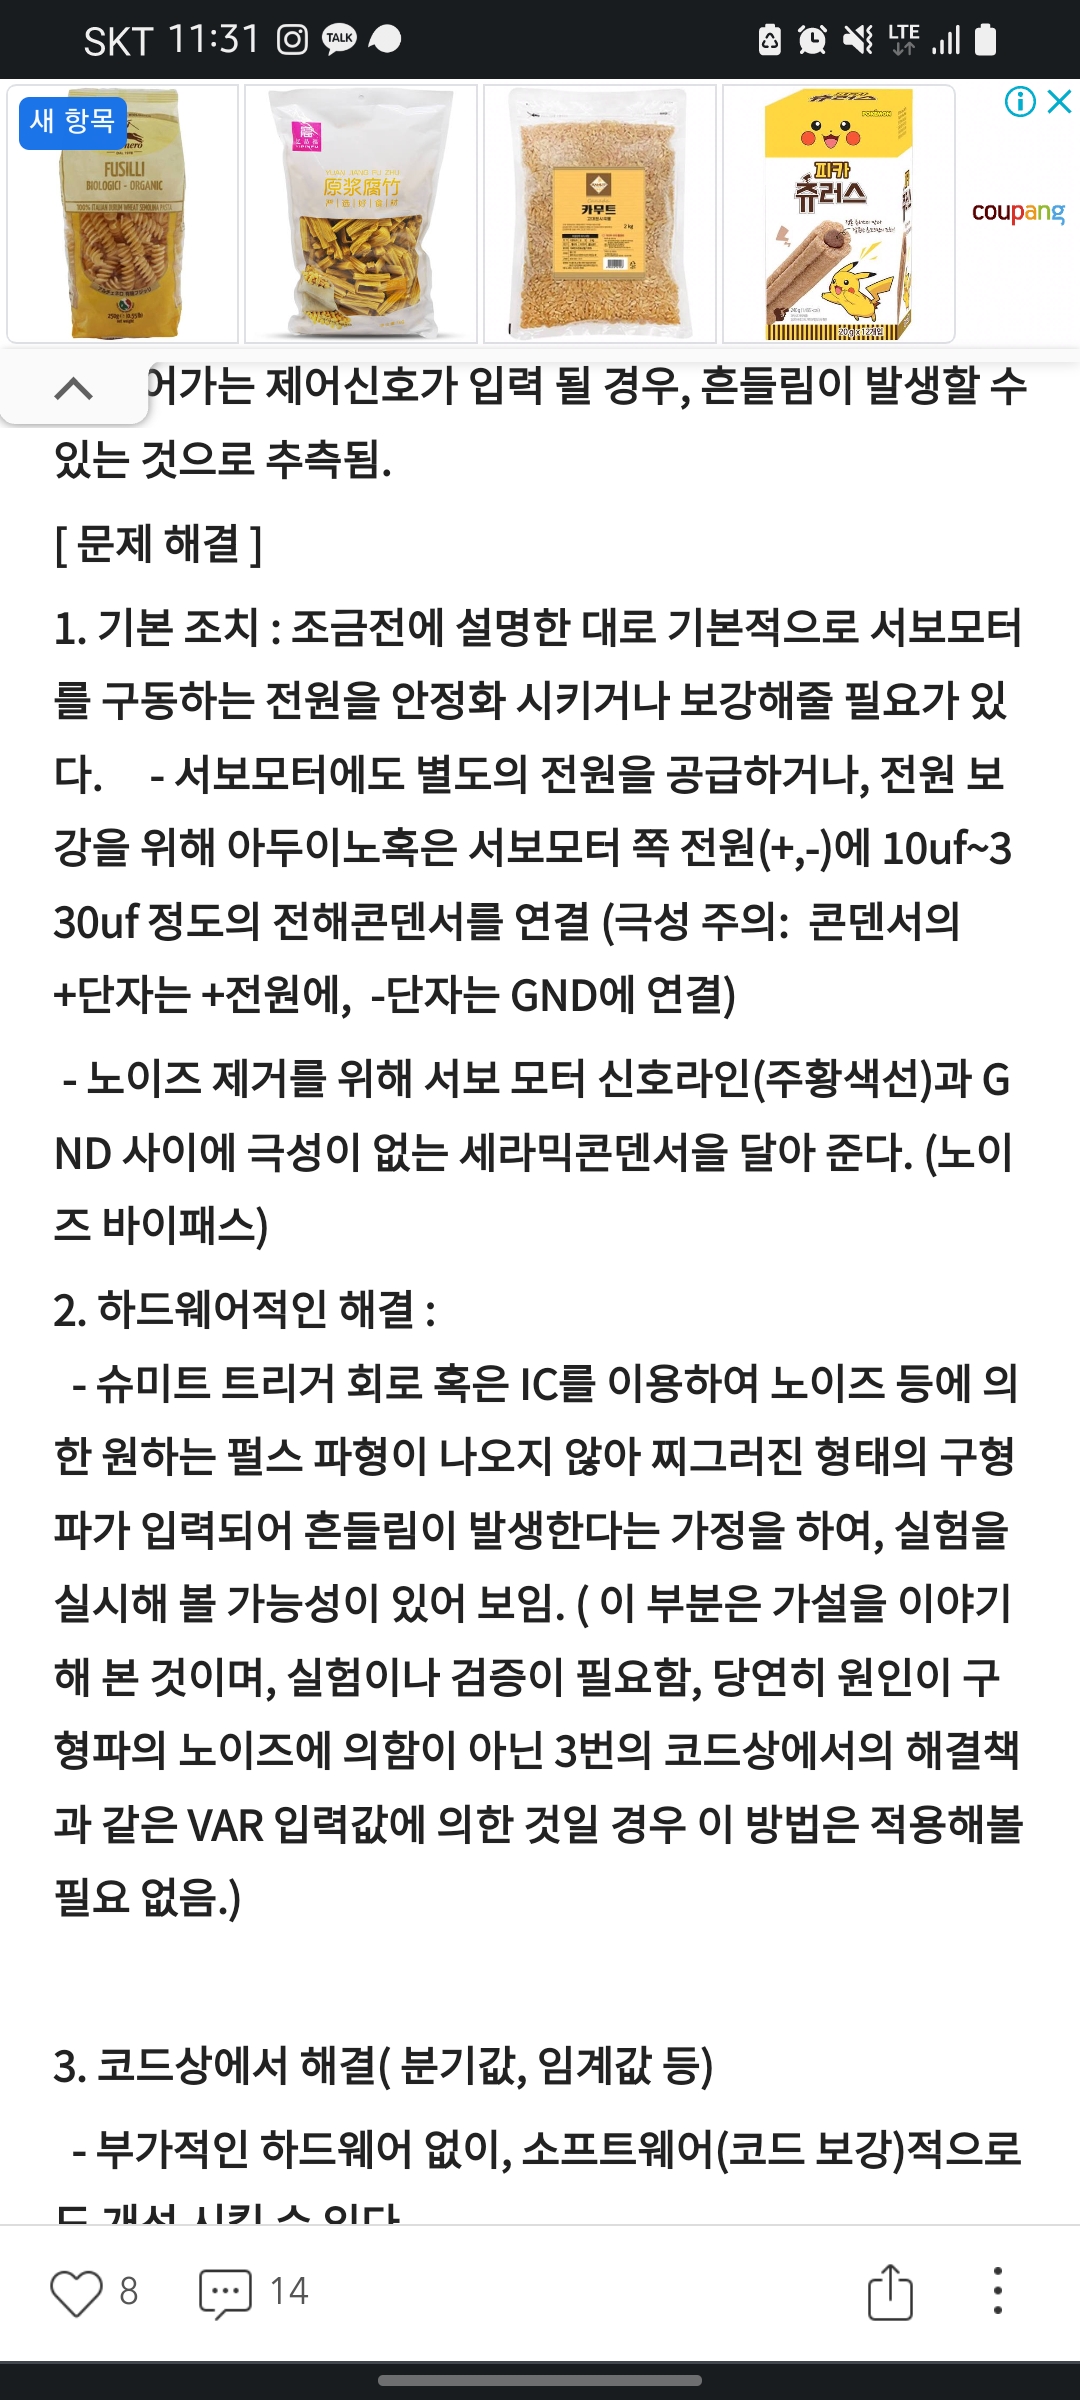 SKT 11:31 TALK LTE
새 항목
FUSILLI
BIOLOGICI - ORGANIC
原浆腐竹
카무트
2 kg
POKÉMON
피카
츄러스
coupang
어가는 제어신호가 입력 될 경우, 흔들림이 발생할 수
있는 것으로 추측됨.
[ 문제 해결 ]
1. 기본 조치 : 조금전에 설명한 대로 기본적으로 서보모터
를 구동하는 전원을 안정화 시키거나 보강해줄 필요가 있
다. - 서보모터에도 별도의 전원을 공급하거나, 전원 보
강을 위해 아두이노혹은 서보모터 쪽 전원(+,-)에 10uf~3
30uf 정도의 전해콘덴서를 연결 (극성 주의: 콘덴서의
+단자는 +전원에, -단자는 GND에 연결)
- 노이즈 제거를 위해 서보 모터 신호라인(주황색선)과 G
ND 사이에 극성이 없는 세라믹콘덴서을 달아 준다. (노이
즈 바이패스)
2. 하드웨어적인 해결 :
- 슈미트 트리거 회로 혹은 IC를 이용하여 노이즈 등에 의
한 원하는 펄스 파형이 나오지 않아 찌그러진 형태의 구형
파가 입력되어 흔들림이 발생한다는 가정을 하여, 실험을
실시해 볼 가능성이 있어 보임. ( 이 부분은 가설을 이야기
해 본 것이며, 실험이나 검증이 필요함, 당연히 원인이 구
형파의 노이즈에 의함이 아닌 3번의 코드상에서의 해결책
과 같은 VAR 입력값에 의한 것일 경우 이 방법은 적용해볼
필요 없음.)
3. 코드상에서 해결( 분기값, 임계값 등)
- 부가적인 하드웨어 없이, 소프트웨어(코드 보강)적으로
도 개선 시킬 수 있다
8 14